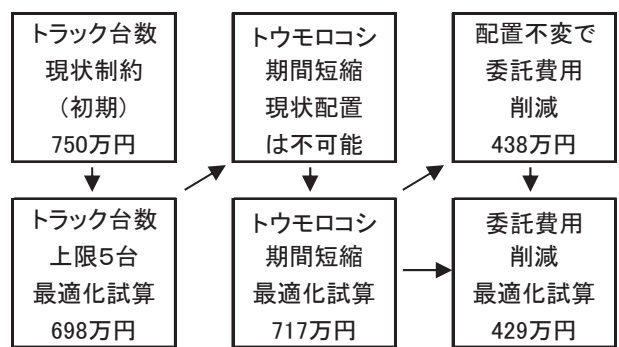 トラック台数
現状制約
（初期）
750万円
トラック台数
上限５台
最適化試算
698万円
トウモロコシ
期間短縮
現状配置
は不可能
トウモロコシ
期間短縮
最適化試算
717万円
配置不変で
委託費用
削減
438万円
委託費用
削減
最適化試算
429万円